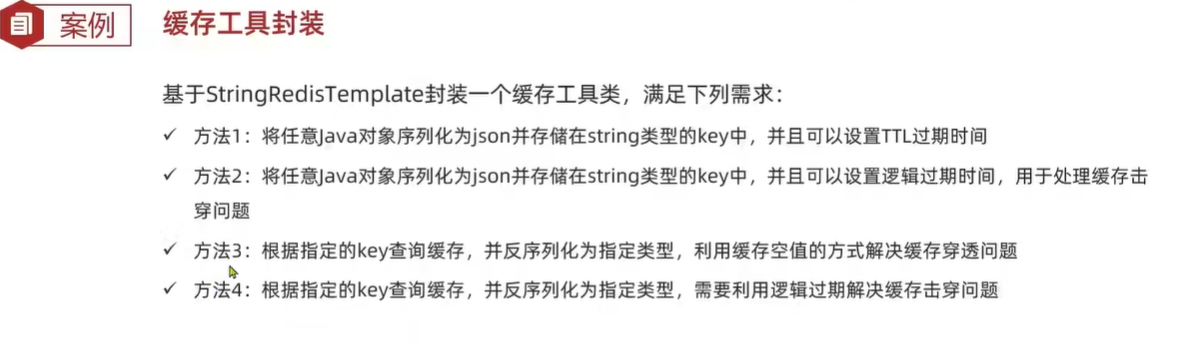 案例
缓存工具封装
基于StringRedisTemplate封装一个缓存工具类，满足下列需求：
✓ 方法1：将任意Java对象序列化为json并存储在string类型的key中，并且可以设置TTL过期时间
✓ 方法2：将任意Java对象序列化为json并存储在string类型的key中，并且可以设置逻辑过期时间，用于处理缓存击
穿问题
✓ 方法3：根据指定的key查询缓存，并反序列化为指定类型，利用缓存空值的方式解决缓存穿透问题
✓ 方法4：根据指定的key查询缓存，并反序列化为指定类型，需要利用逻辑过期解决缓存击穿问题